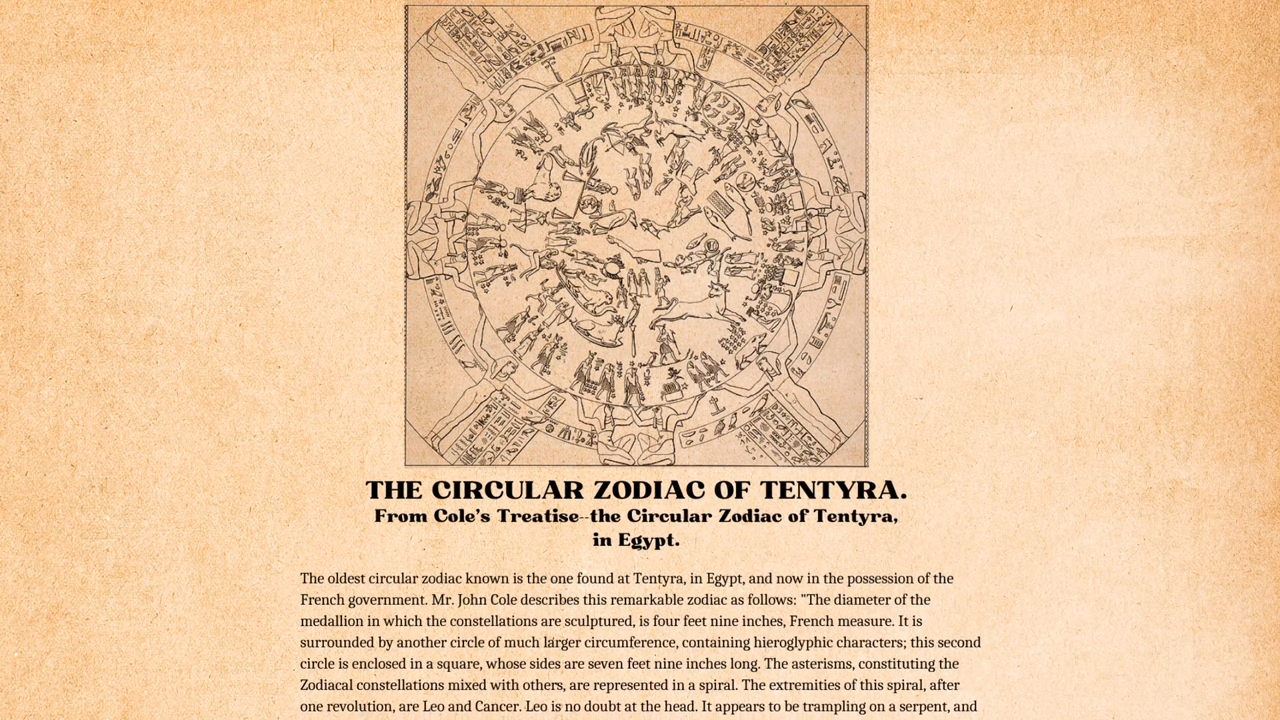 THE CIRCULAR ZODIAC OF TENTYRA.
From Cole's Treatise--the Circular Zodiac of Tentyra,
in Egypt.
The oldest circular zodiac known is the one found at Tentyra, in Egypt, and now in the possession of the
French government. Mr. John Cole describes this remarkable zodiac as follows: "The diameter of the
medallion in which the constellations are sculptured, is four feet nine inches, French measure. It is
surrounded by another circle of much larger circumference, containing hieroglyphic characters; this second
circle is enclosed in a square, whose sides are seven feet nine inches long. The asterisms, constituting the
Zodiacal constellations mixed with others, are represented in a spiral. The extremities of this spiral, after
one revolution, are Leo and Cancer. Leo is no doubt at the head. It appears to be trampling on a serpent, and